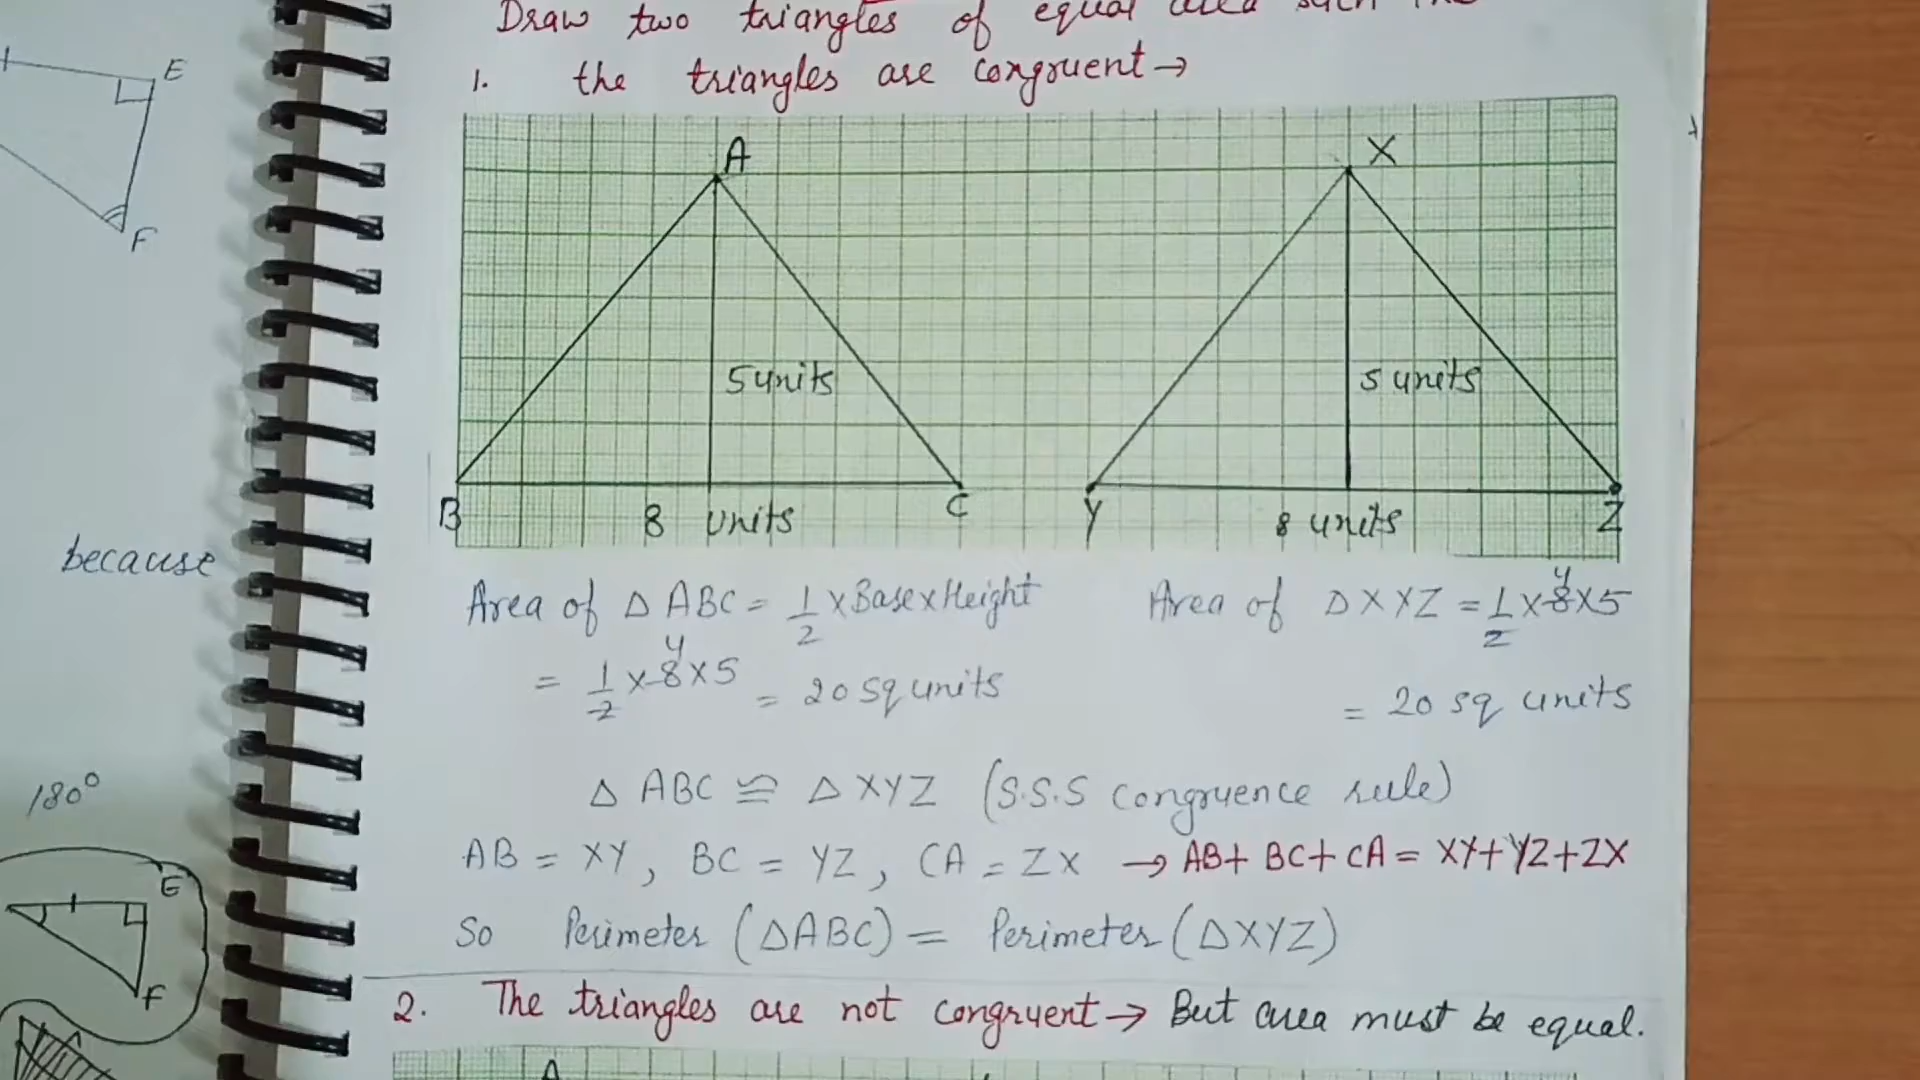 Draw two triangles of equal area such
1. the triangles are congruent →
E
F
A
X
5 units
5 units
B 8 units C
Y 8 units Z
because
Area of △ ABC = 1/2 x Base x Height
= 1/2 x 8 x 5 = 20 sq units
4
Area of △ XYZ = 1/2 x 8 x 5
4
= 20 sq units
△ ABC ≅ △ XYZ (S.S.S congruence rule)
180°
AB = XY, BC = YZ, CA = ZX → AB + BC + CA = XY + YZ + ZX
So Perimeter (△ABC) = Perimeter (△XYZ)
E
F
2. The triangles are not congruent → But area must be equal.
A